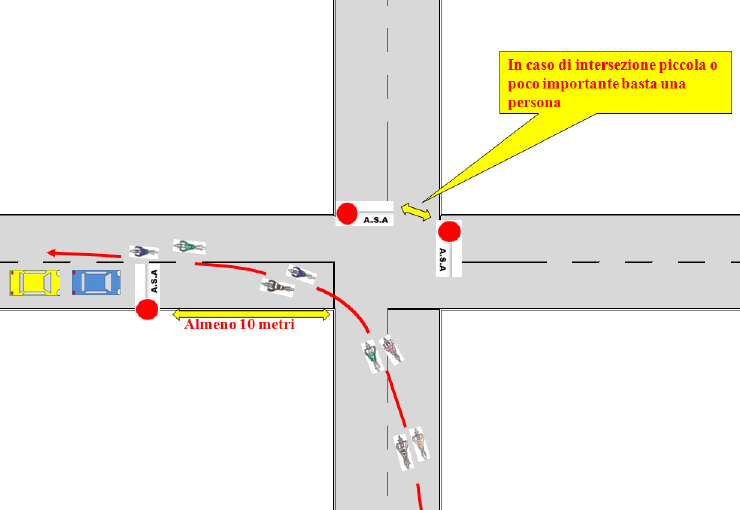 In caso di intersezione piccola o
poco importante basta una
persona
A.S.A
A.S.A
A.S.A
Almeno 10 metri